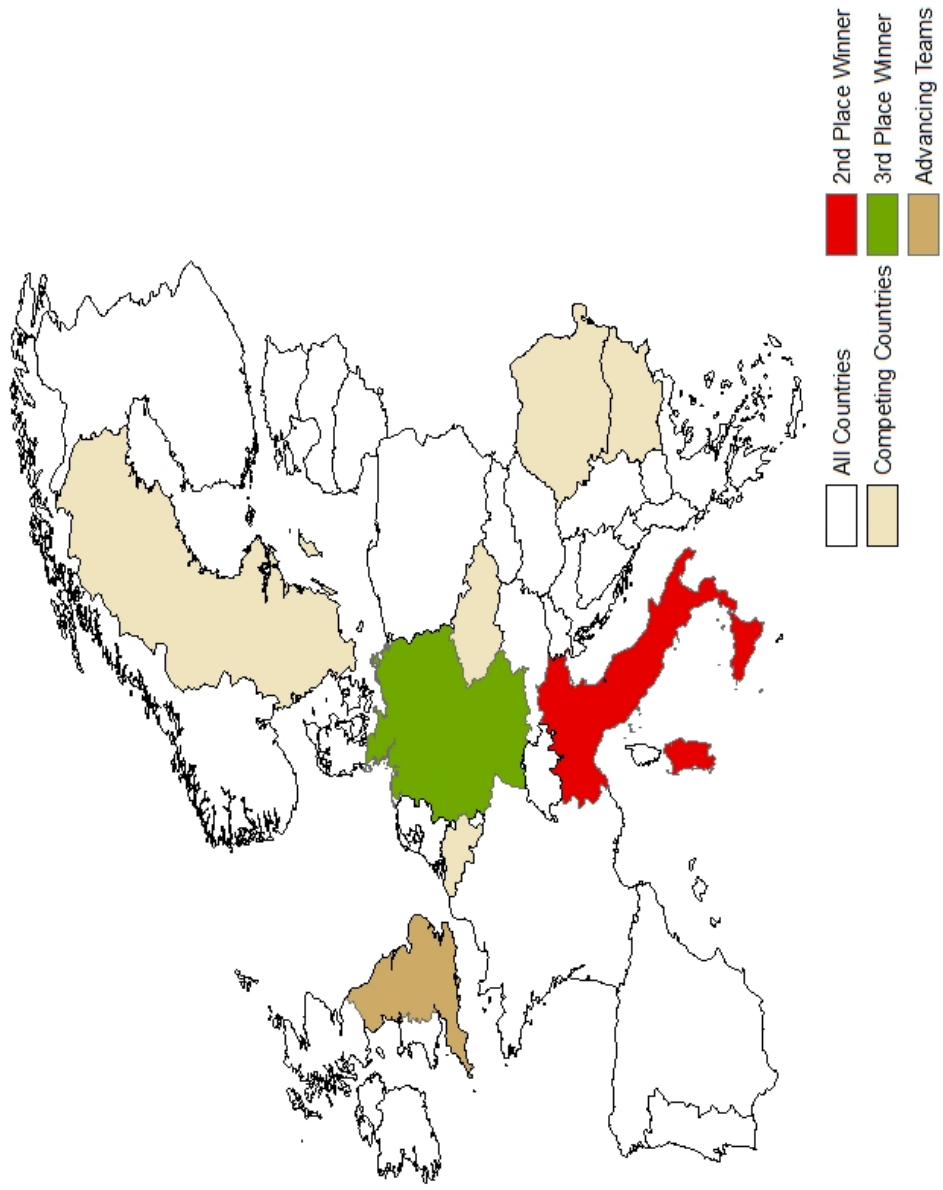 All Countries
Competing Countries
2nd Place Winner
3rd Place Winner
Advancing Teams